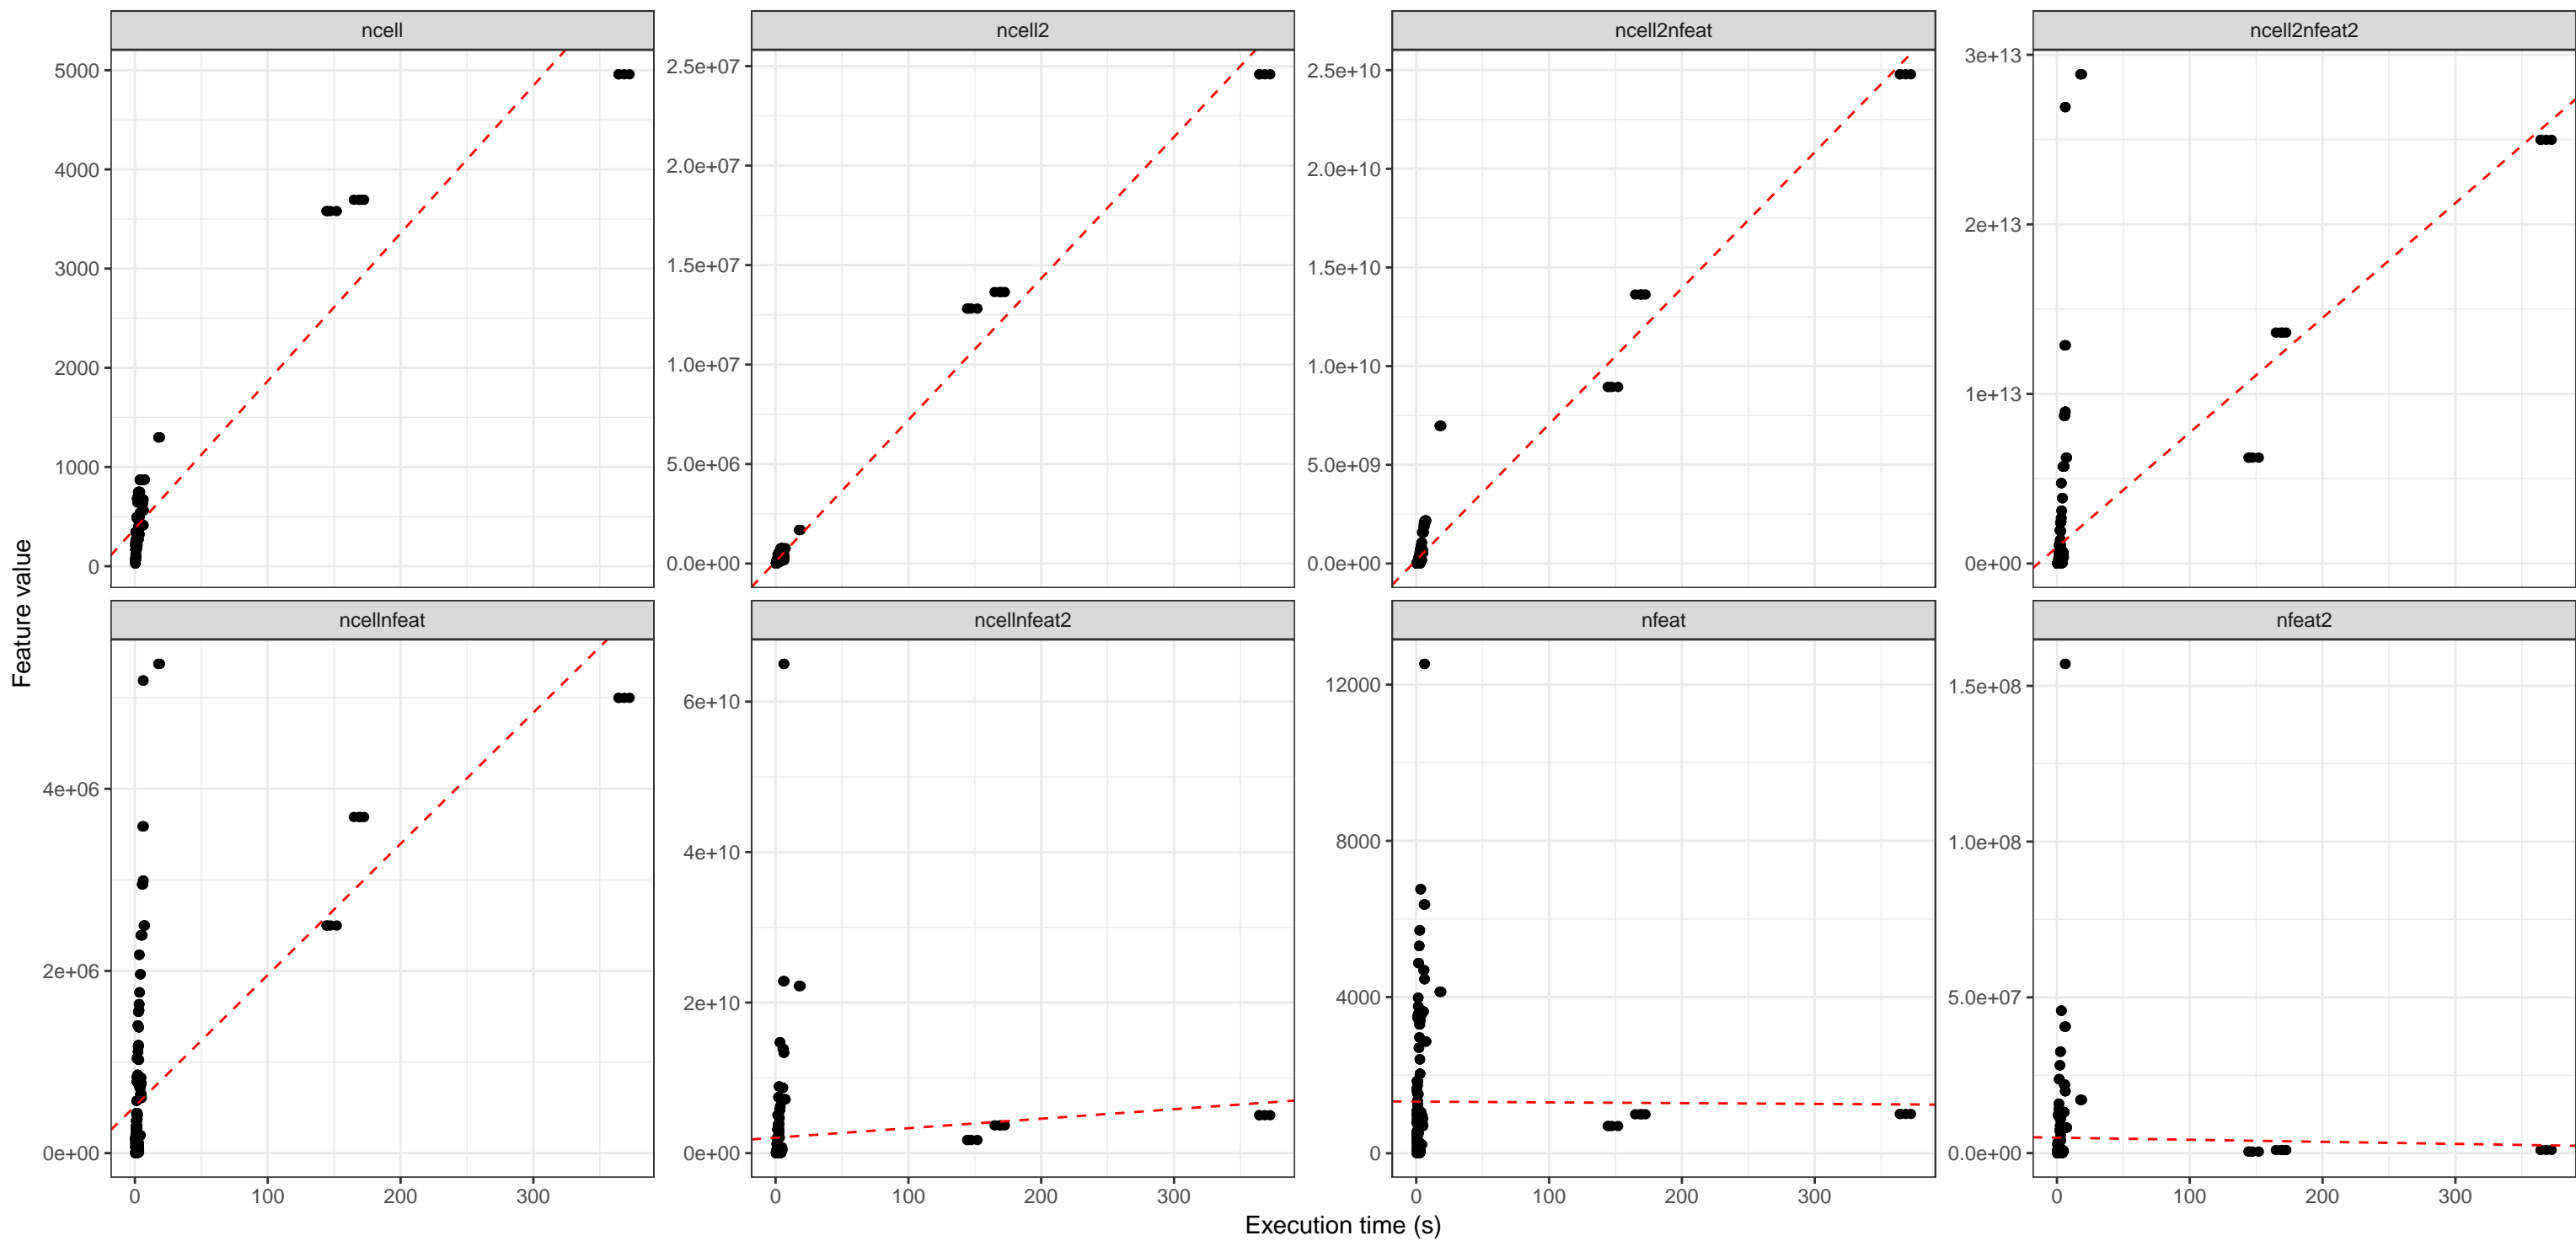 ncell
ncell2
ncell2nfeat
ncell2nfeat2
5000
4000
3000
2000
1000
0
2.5e+07
2.0e+07
1.5e+07
1.0e+07
5.0e+06
0.0e+00
2.5e+10
2.0e+10
1.5e+10
1.0e+10
5.0e+09
0.0e+00
3e+13
2e+13
1e+13
0e+00
Feature value
ncellnfeat
ncellnfeat2
nfeat
nfeat2
4e+06
2e+06
0e+00
6e+10
4e+10
2e+10
0e+00
12000
8000
4000
0
1.5e+08
1.0e+08
5.0e+07
0.0e+00
0 100 200 300
0 100 200 300
0 100 200 300
0 100 200 300
Execution time (s)